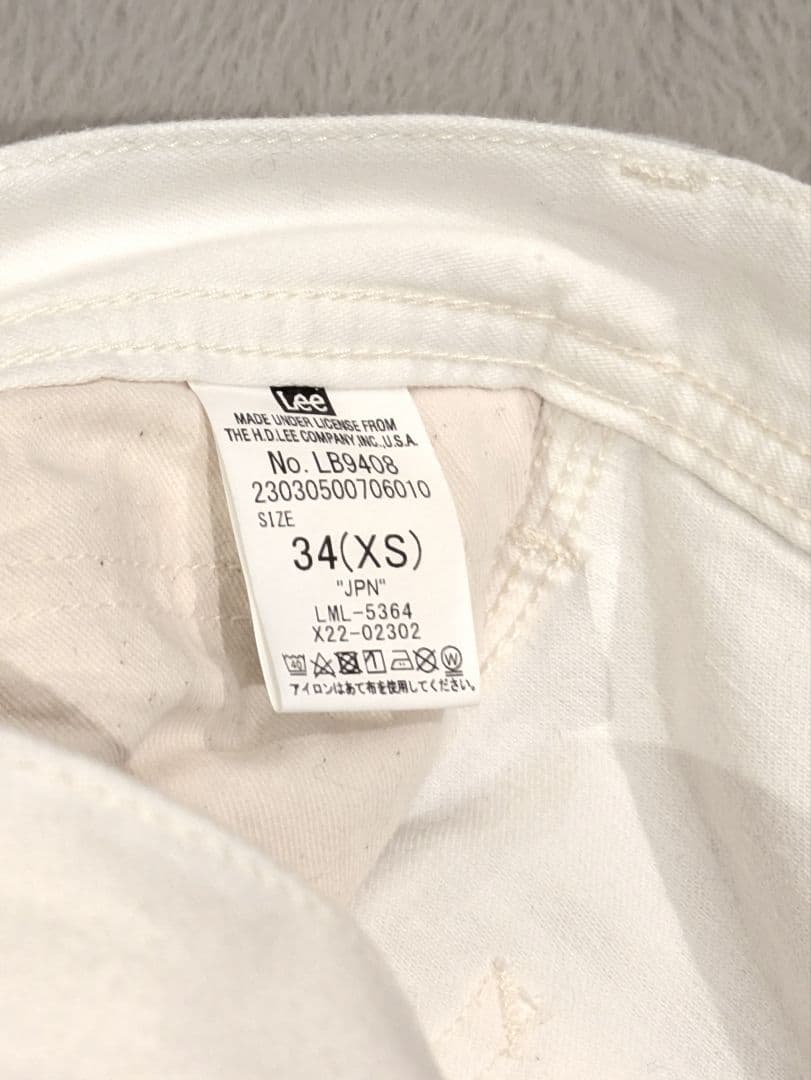 Lee
MADE UNDER LICENSE FROM
THE H.D.LEE COMPANY,INC.,U.S.A.
No. LB9408
23030500706010
SIZE
34(XS)
"JPN"
LML-5364
X22-02302
40 W
アイロンはあて布を使用してください。